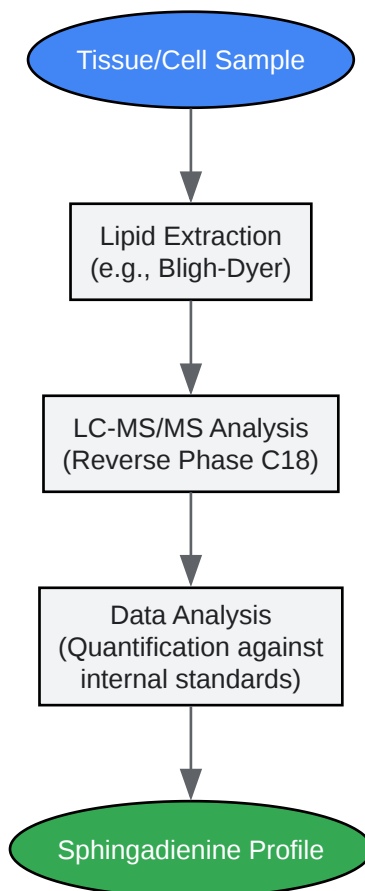 Tissue/Cell Sample
Lipid Extraction
(e.g., Bligh-Dyer)
LC-MS/MS Analysis
(Reverse Phase C18)
Data Analysis
(Quantification against
internal standards)
Sphingadienine Profile